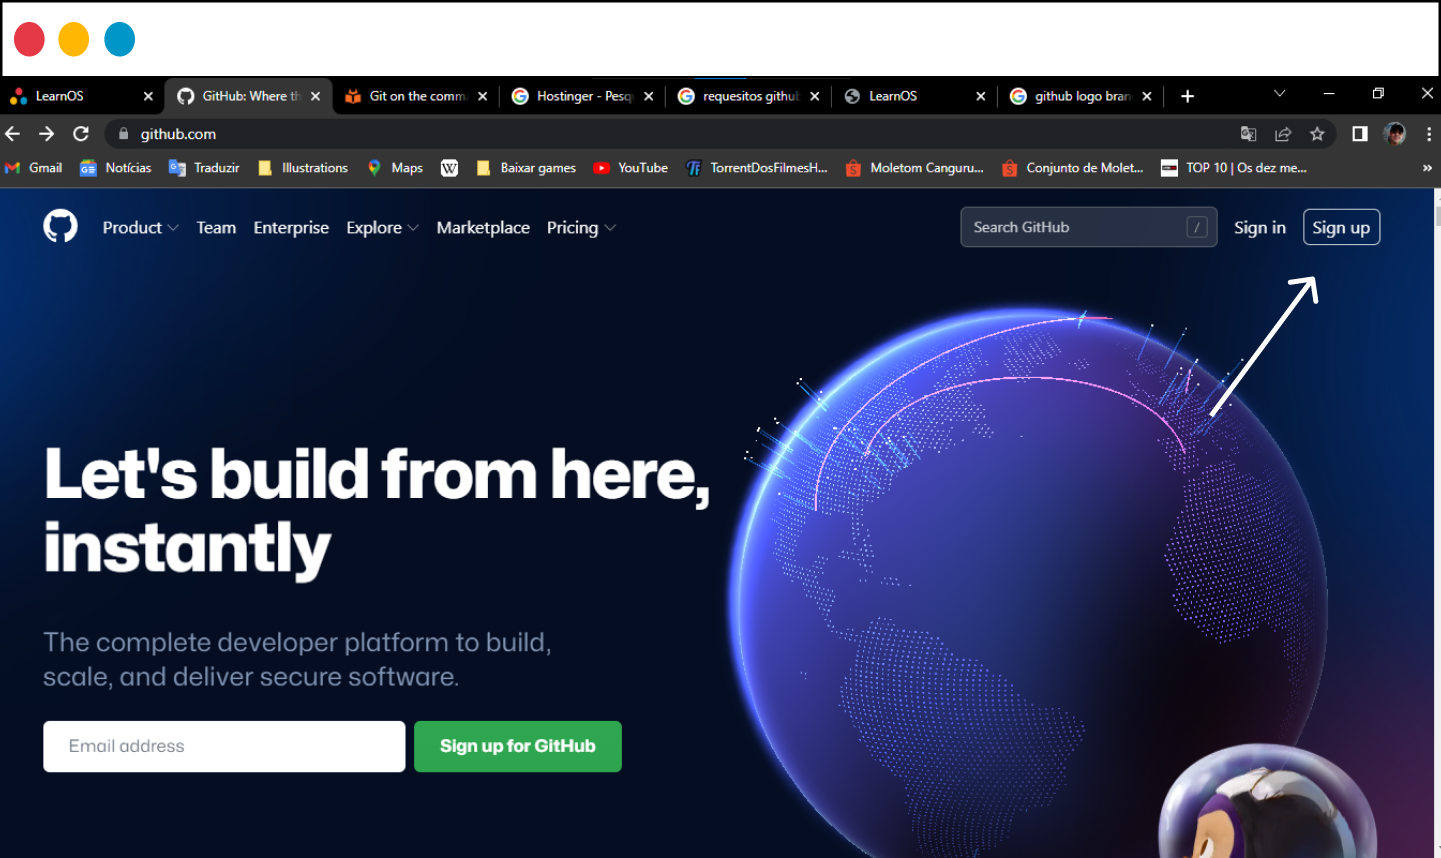 LearnOS
GitHub: Where th
Git on the comma
Hostinger - Pesq
requesitos github
LearnOS
github logo bran
github.com
Gmail
Notícias
Traduzir
Illustrations
Maps
W
Baixar games
YouTube
TorrentDosFilmesH...
Moletom Canguru...
Conjunto de Molet...
TOP 10 | Os dez me...
»
Product
Team
Enterprise
Explore
Marketplace
Pricing
Search GitHub
/
Sign in
Sign up
Let's build from here,
instantly
The complete developer platform to build,
scale, and deliver secure software.
Email address
Sign up for GitHub